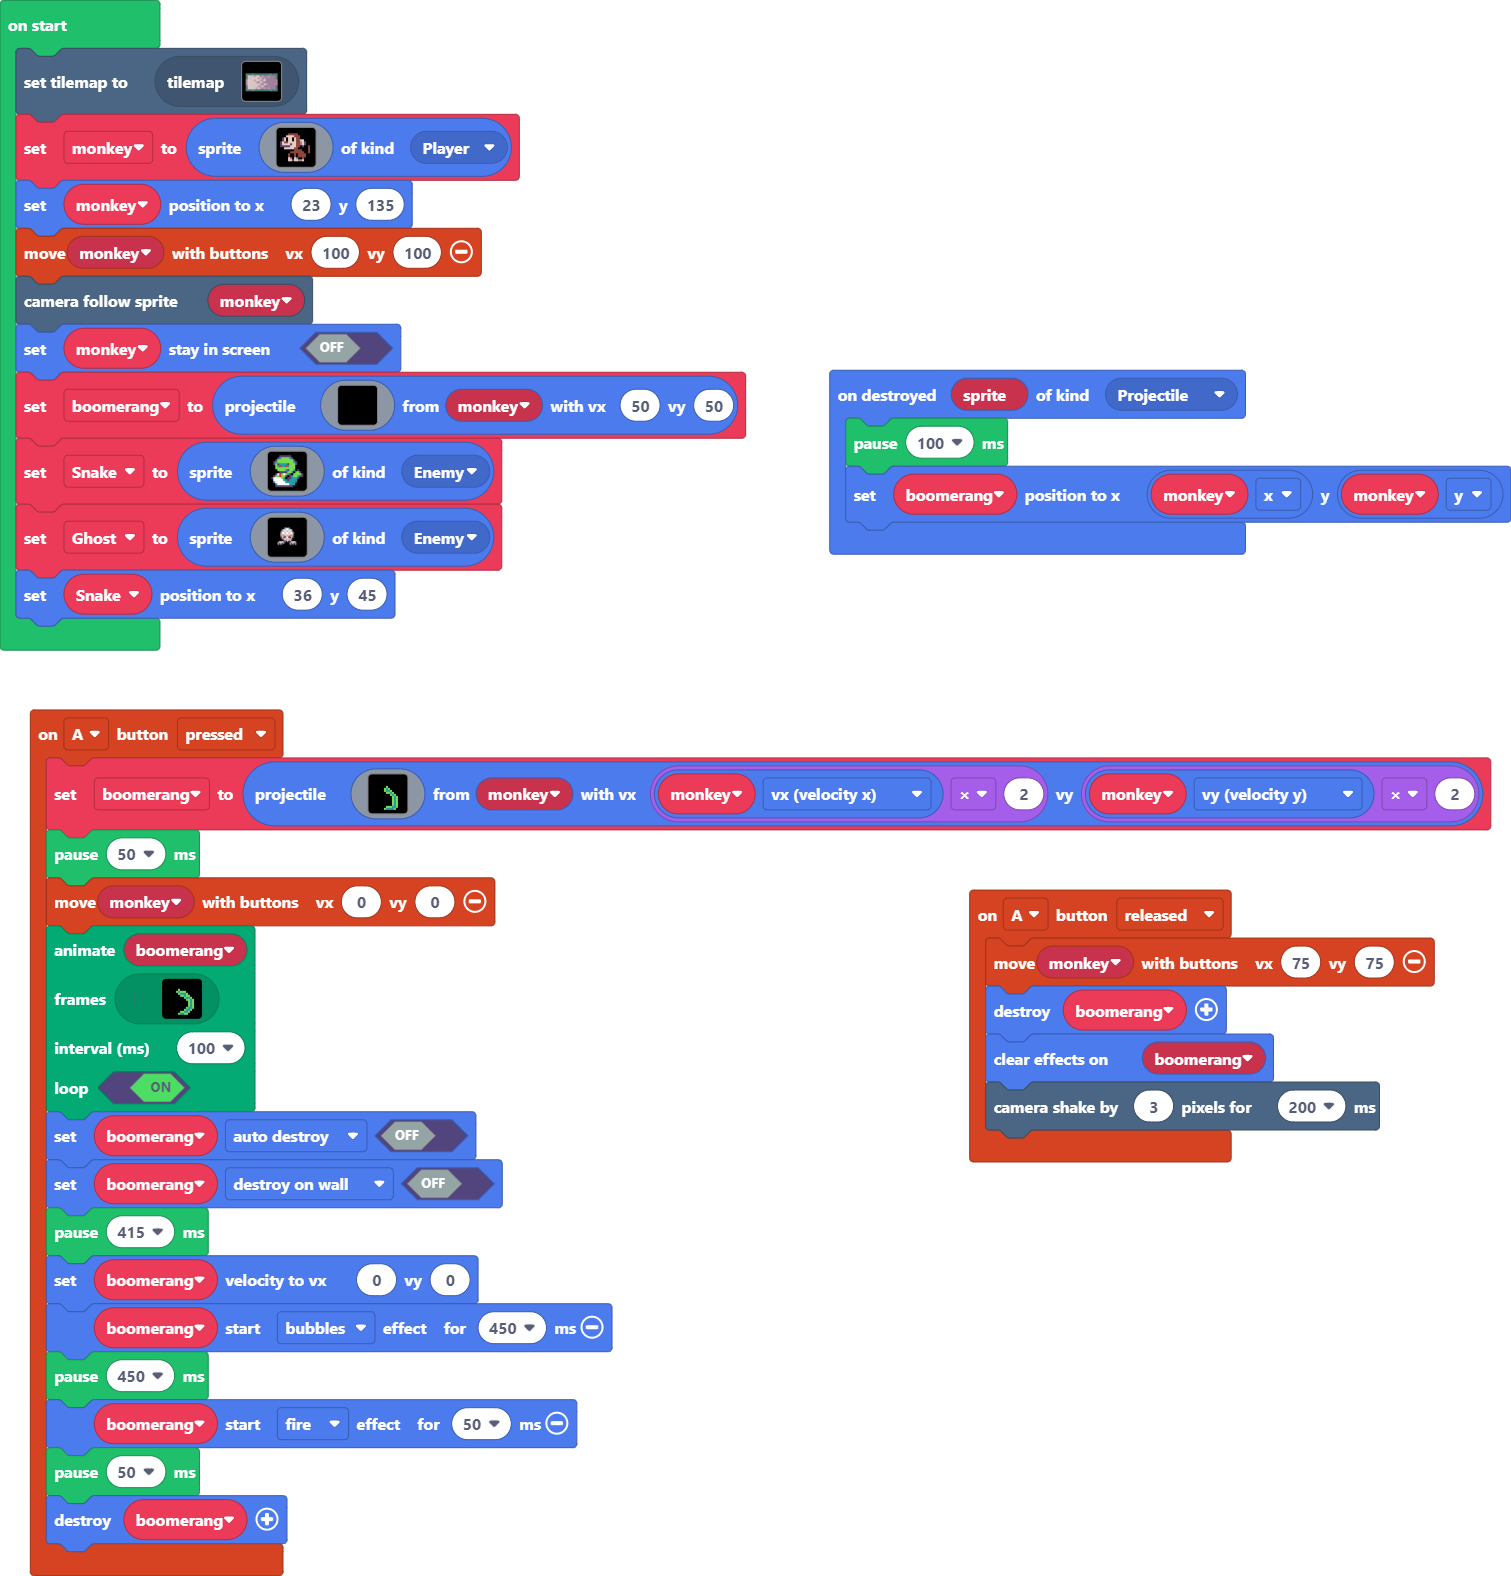 on start
set tilemap to tilemap
set monkey to sprite of kind Player
set monkey position to x 23 y 135
move monkey with buttons vx 100 vy 100
camera follow sprite monkey
set monkey stay in screen OFF
set boomerang to projectile from monkey with vx 50 vy 50
set Snake to sprite of kind Enemy
set Ghost to sprite of kind Enemy
set Snake position to x 36 y 45
on destroyed sprite of kind Projectile
pause 100 ms
set boomerang position to x monkey x y monkey y
on A button pressed
set boomerang to projectile from monkey with vx monkey vx (velocity x) × 2 vy monkey vy (velocity y) × 2
pause 50 ms
move monkey with buttons vx 0 vy 0
animate boomerang
frames
interval (ms) 100
loop ON
set boomerang auto destroy OFF
set boomerang destroy on wall OFF
pause 415 ms
set boomerang velocity to vx 0 vy 0
boomerang start bubbles effect for 450 ms
pause 450 ms
boomerang start fire effect for 50 ms
pause 50 ms
destroy boomerang
on A button released
move monkey with buttons vx 75 vy 75
destroy boomerang
clear effects on boomerang
camera shake by 3 pixels for 200 ms